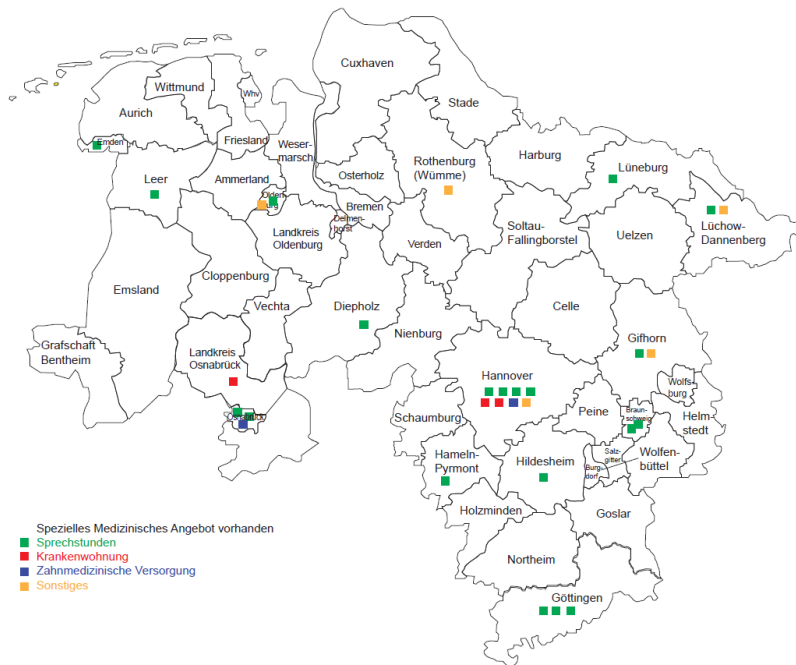 Cuxhaven
Wittmund
Whv
Stade
Aurich
Emden
Friesland
Weser-
marsch
Harburg
Rothenburg
(Wümme)
Lüneburg
Leer
Ammerland
Osterholz
Olden
burg
Bremen
Delmen-
horst
Lüchow-
Dannenberg
Landkreis
Oldenburg
Soltau-
Fallingborstel
Uelzen
Verden
Cloppenburg
Emsland
Vechta
Diepholz
Celle
Nienburg
Gifhorn
Grafschaft
Bentheim
Landkreis
Osnabrück
Hannover
Wolfs-
burg
Peine
Braun-
schweig
Helm-
stedt
Schaumburg
Osnabrück
Salz-
gitter
Wolfen-
büttel
Hameln-
Pyrmont
Hildesheim
Burg-
dorf
Holzminden
Goslar
Northeim
Göttingen
Spezielles Medizinisches Angebot vorhanden
Sprechstunden
Krankenwohnung
Zahnmedizinische Versorgung
Sonstiges